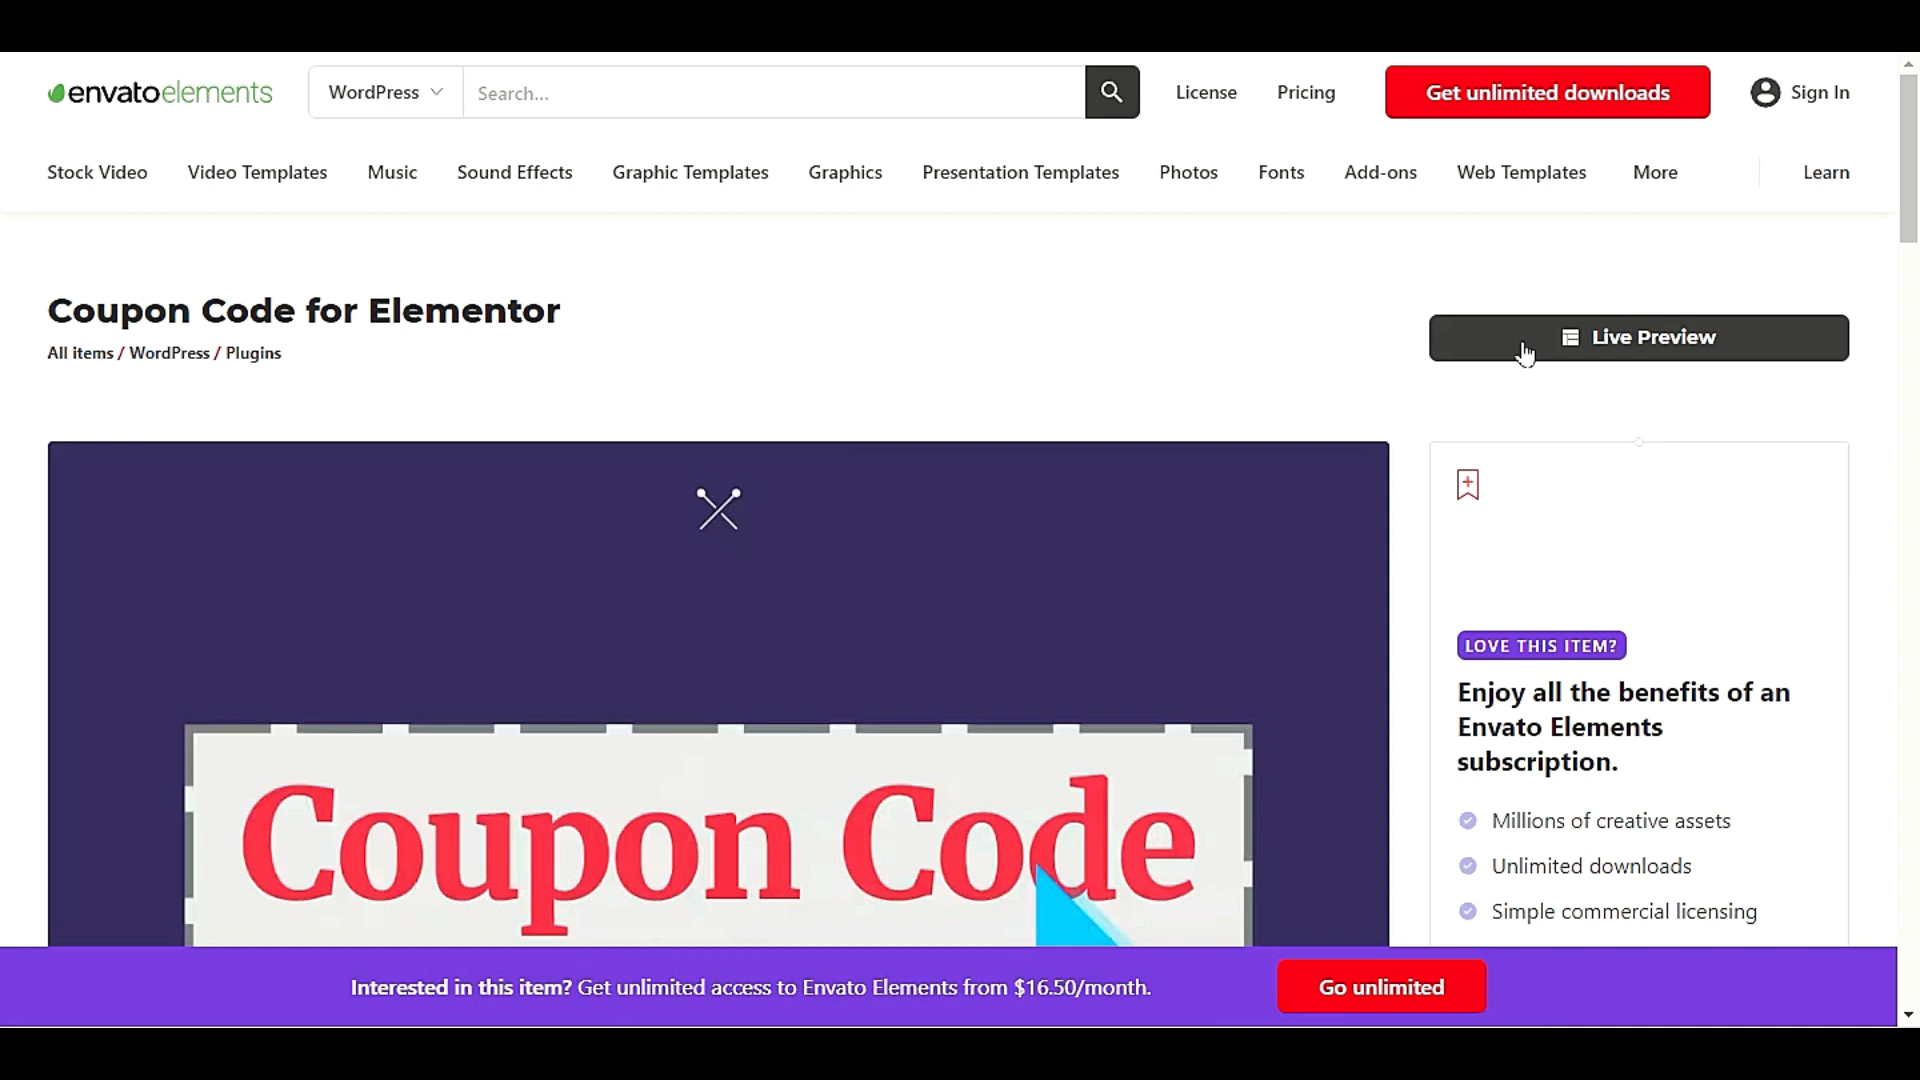 envatoelements
WordPress
Search...
License
Pricing
Get unlimited downloads
Sign In
Stock Video
Video Templates
Music
Sound Effects
Graphic Templates
Graphics
Presentation Templates
Photos
Fonts
Add-ons
Web Templates
More
Learn
Coupon Code for Elementor
All items / WordPress / Plugins
Live Preview
Coupon Code
LOVE THIS ITEM?
Enjoy all the benefits of an
Envato Elements
subscription.
Millions of creative assets
Unlimited downloads
Simple commercial licensing
Interested in this item? Get unlimited access to Envato Elements from $16.50/month.
Go unlimited